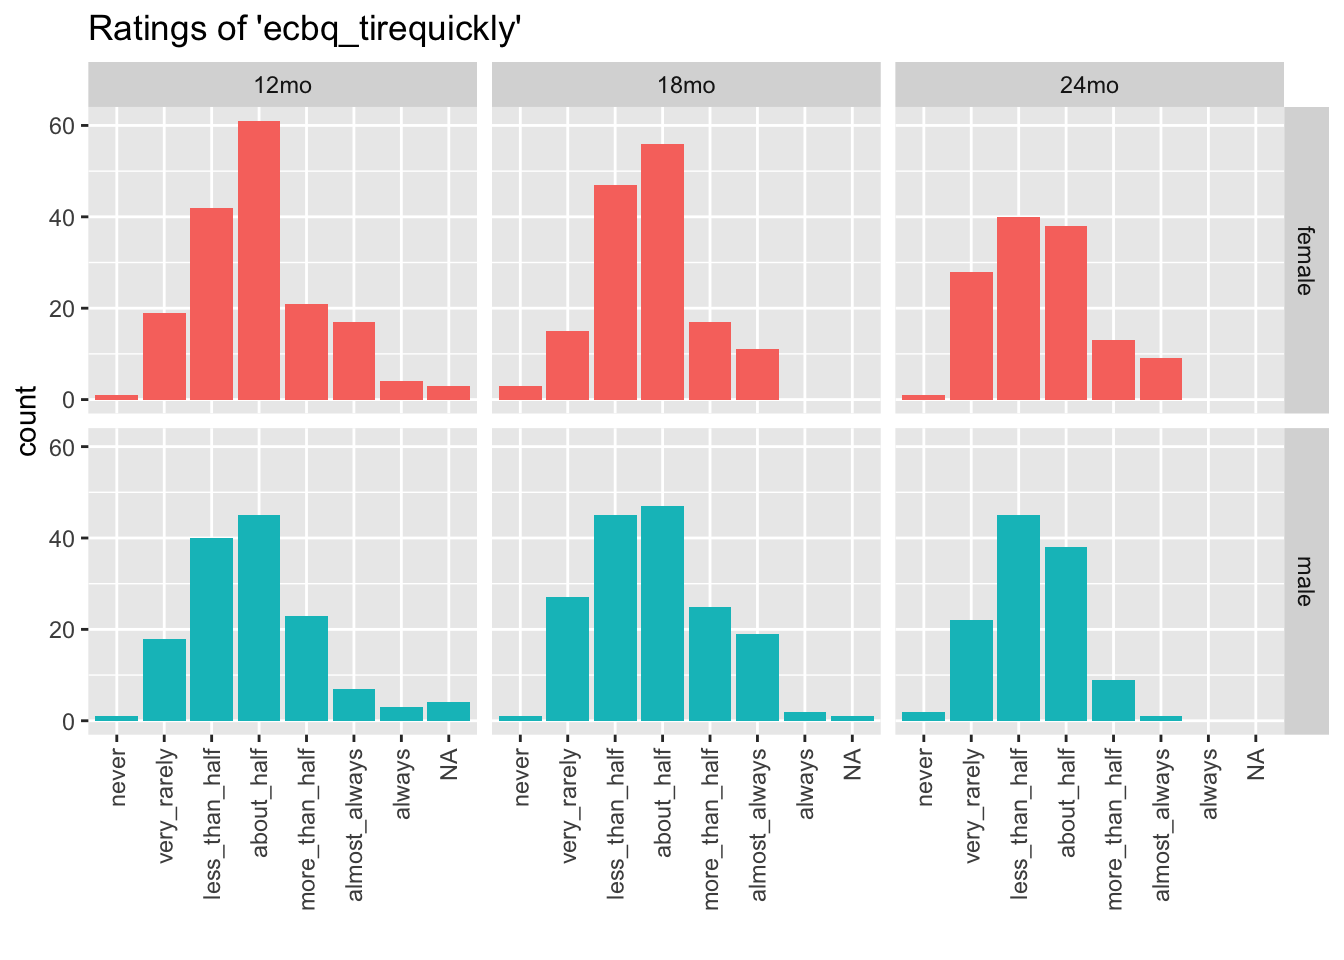 Ratings of 'ecbq_tirequickly'
12mo 18mo 24mo
count
60
40
20
0
female
60
40
20
0
male
never very_rarely less_than_half about_half more_than_half almost_always always NA
never very_rarely less_than_half about_half more_than_half almost_always always NA
never very_rarely less_than_half about_half more_than_half almost_always always NA